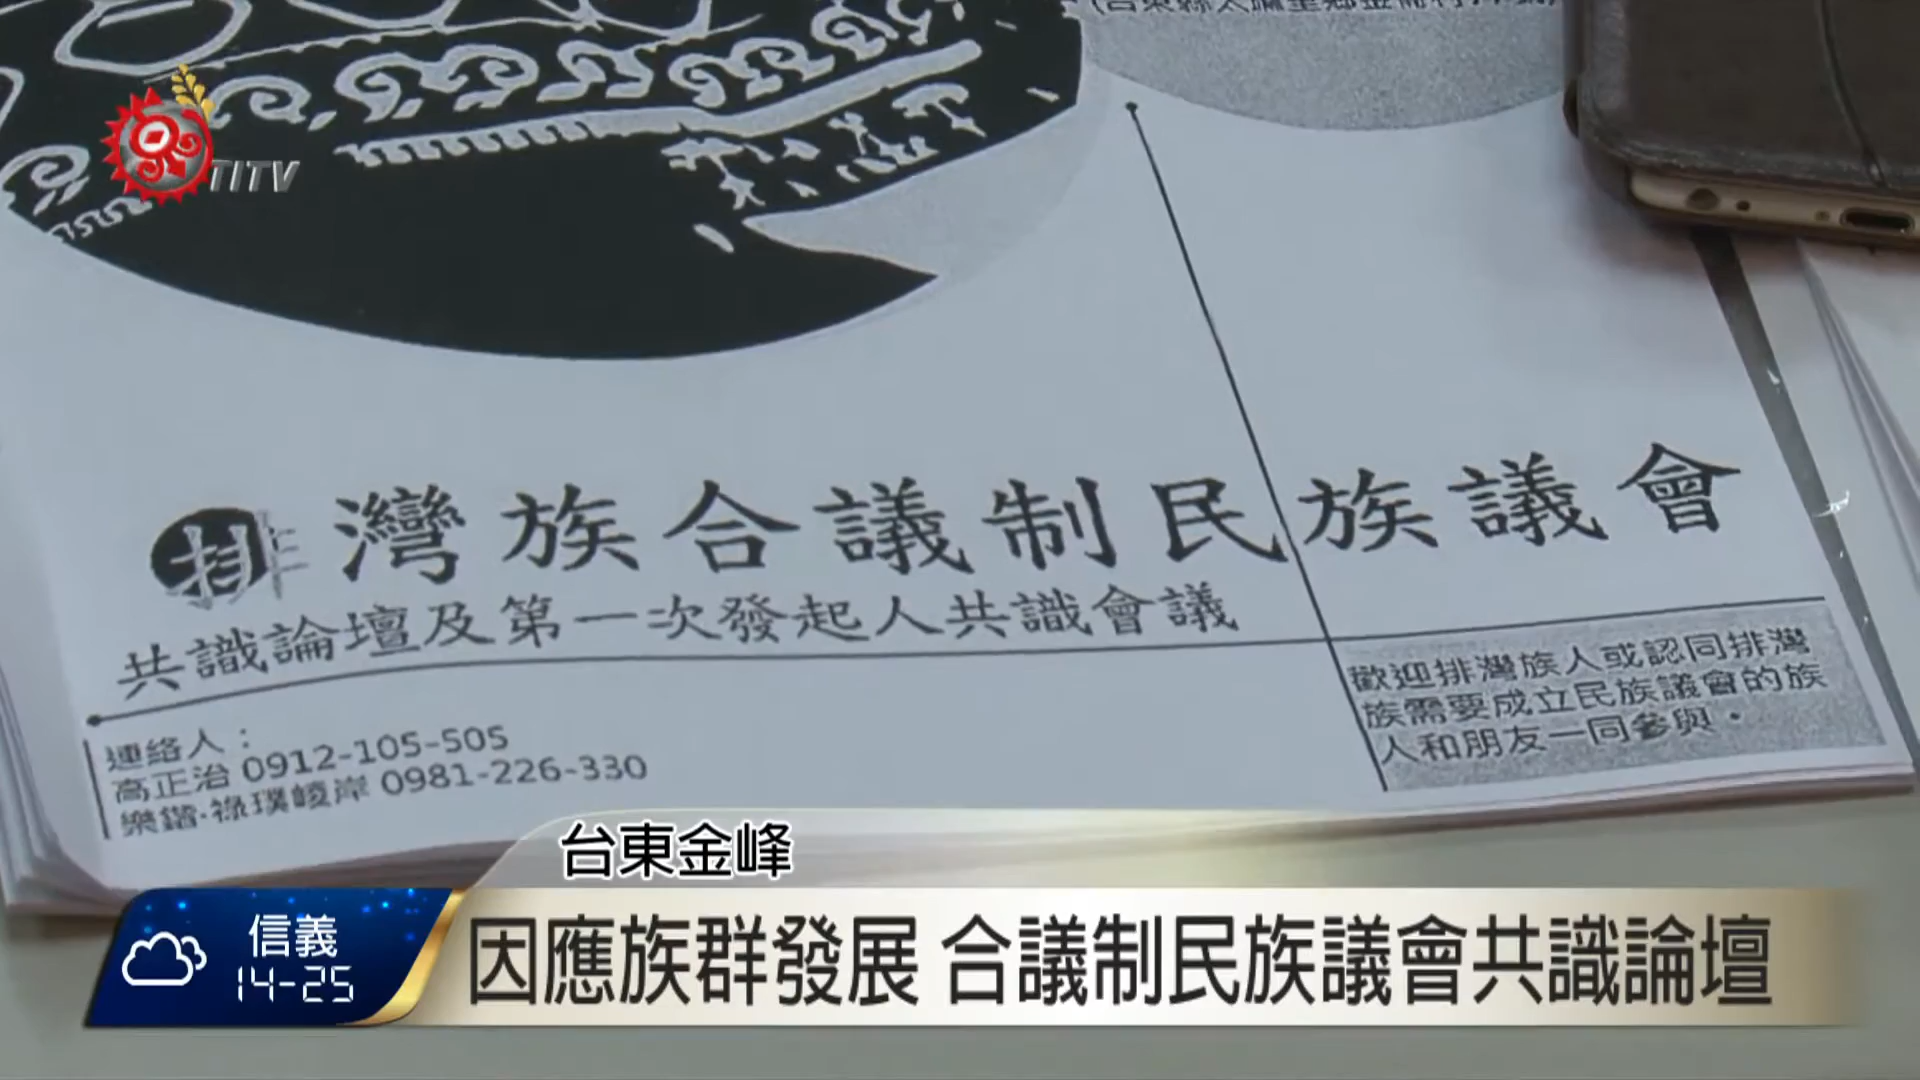 TITV
排灣族合議制民族議會
共識論壇及第一次發起人共識會議
連絡人：
高正治 0912-105-505
樂鍇·祿璞崚岸 0981-226-330
歡迎排灣族人或認同排灣
族需要成立民族議會的族
人和朋友一同參與。
台東金峰
信義
14-25
因應族群發展 合議制民族議會共識論壇